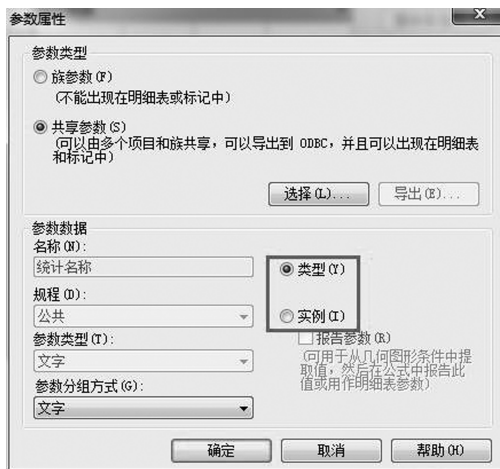 参数属性
参数类型
族参数(F)
(不能出现在明细表或标记中)
共享参数(S)
(可以由多个项目和族共享，可以导出到 ODBC，并且可以出现在明细表
和标记中)
选择(L)...
导出(E)...
参数数据
名称(N):
统计名称
类型(Y)
规程(D):
公共
实例(I)
参数类型(T):
报告参数(R)
文字
(可用于从几何图形条件中提
取值，然后在公式中报告此
值或用作明细表参数)
参数分组方式(G):
文字
确定
取消
帮助(H)